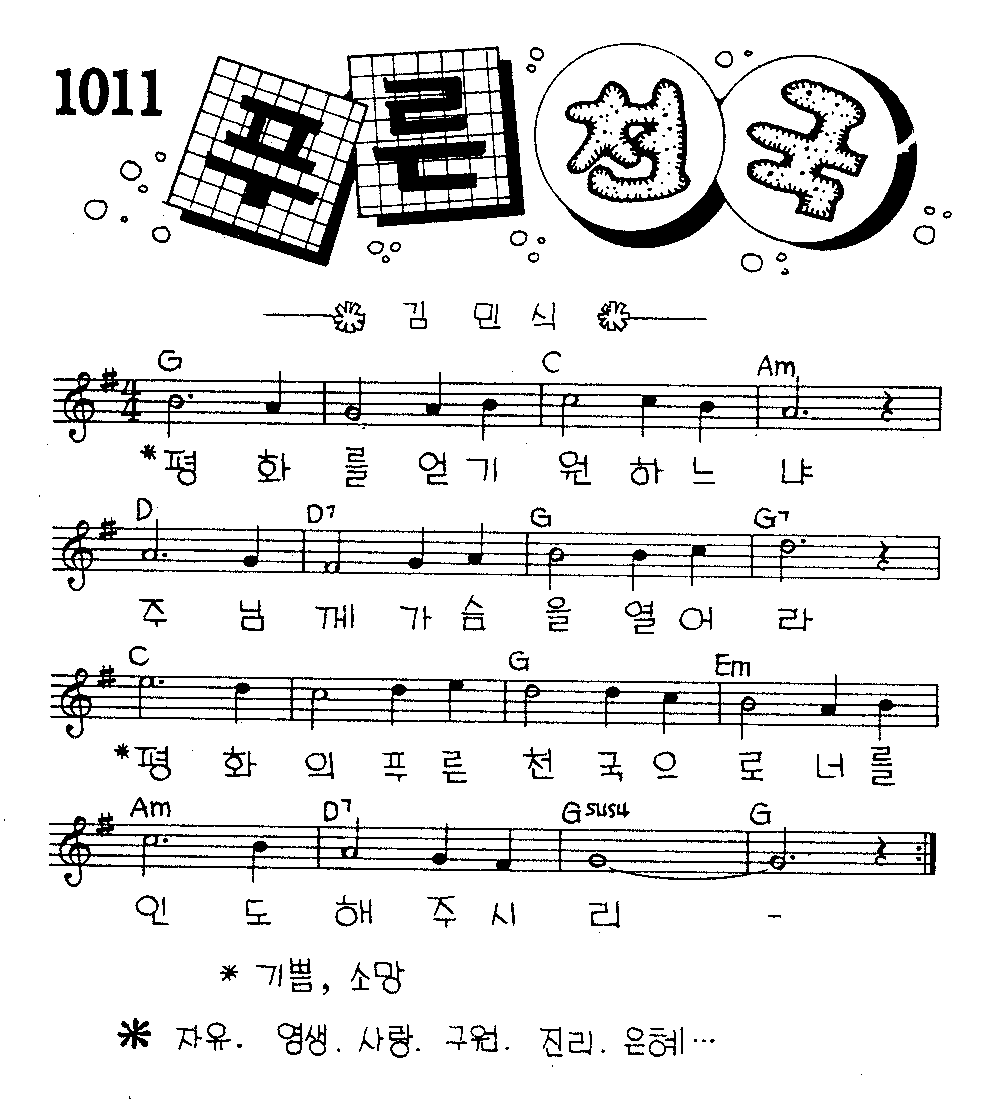 1011 푸른천국
김민식
G C Am
4 4
*평 화 를 얻 기 원 하 느 냐
D D7 G G7
주 님 께 가 슴 을 열 어 라
C G Em
*평 화 의 푸 른 천 국 으 로 너 를
Am D7 Gsus4 G
인 도 해 주 시 리 -
* 기쁨, 소망
* 자유. 영생. 사랑. 구원. 진리. 은혜…